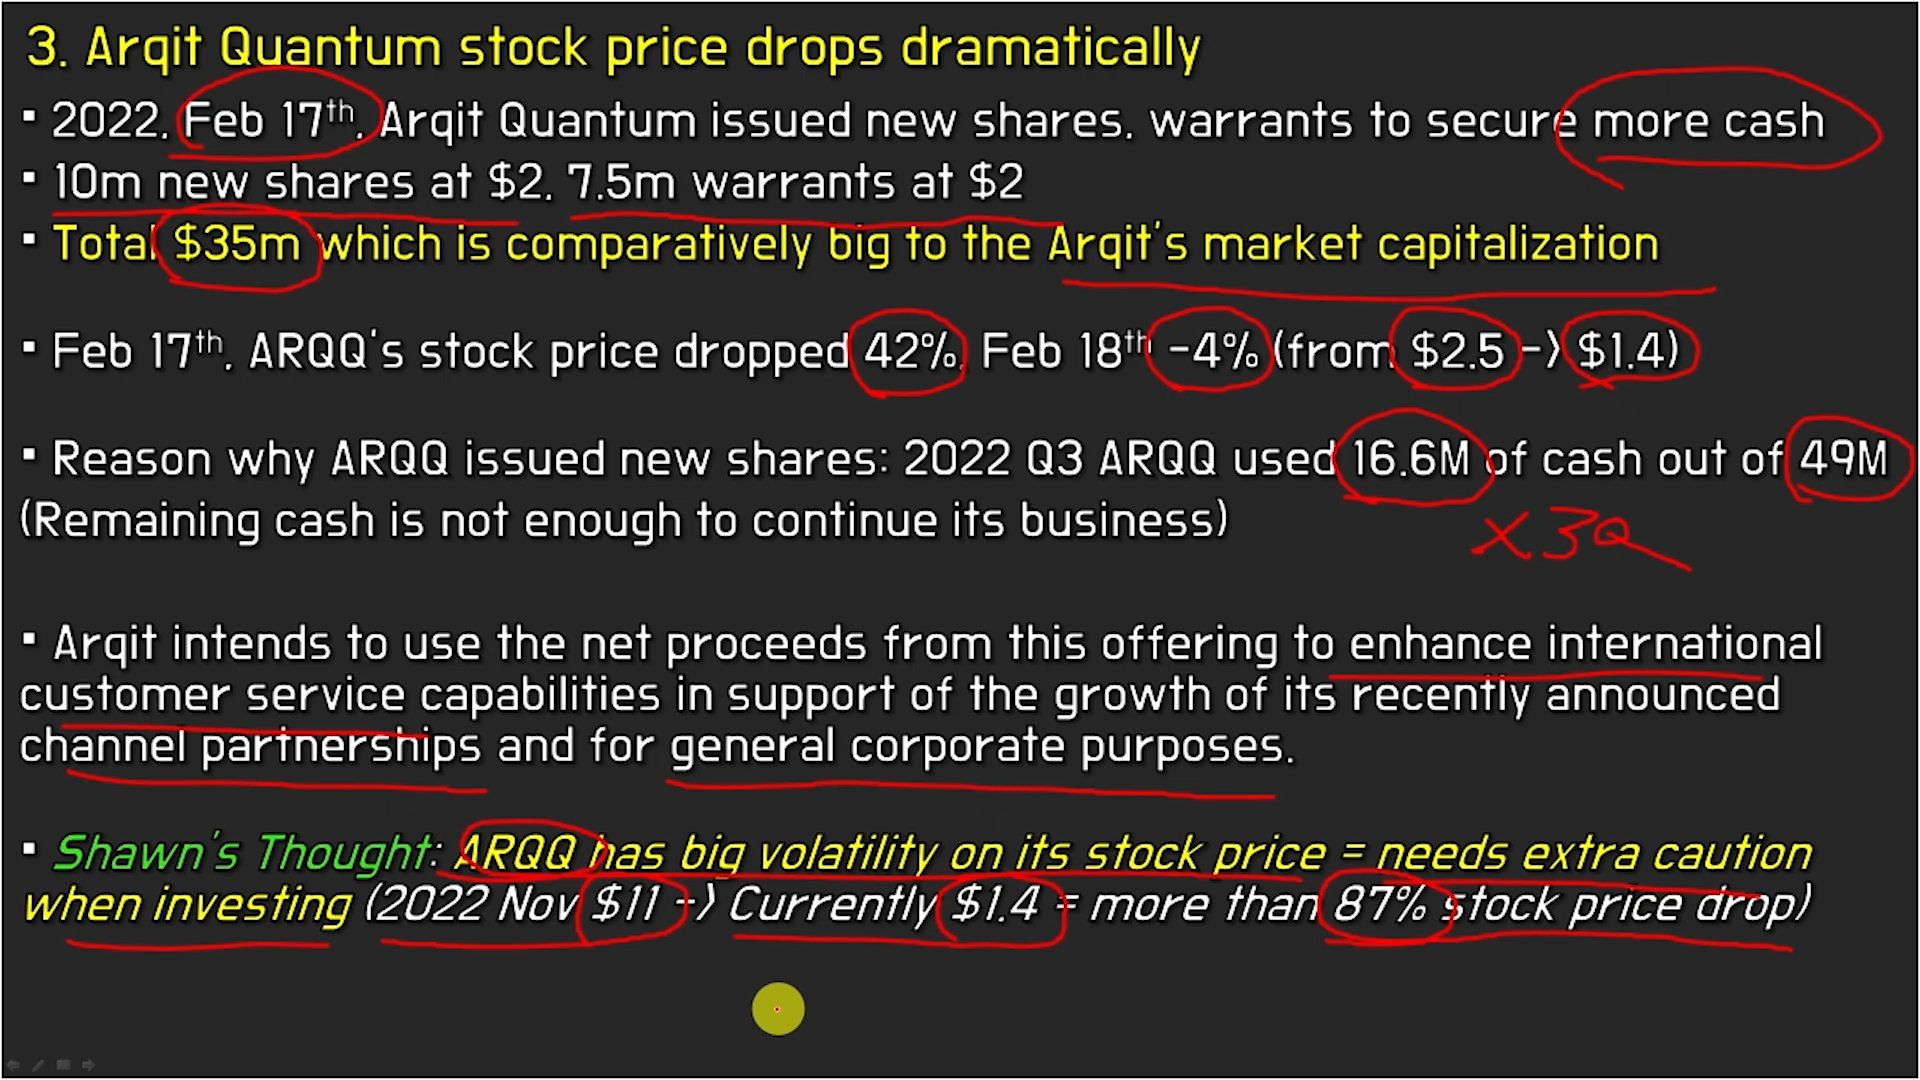 3. Arqit Quantum stock price drops dramatically
▪ 2022, Feb 17th, Arqit Quantum issued new shares, warrants to secure more cash
▪ 10m new shares at $2, 7.5m warrants at $2
▪ Total $35m which is comparatively big to the Arqit's market capitalization
▪ Feb 17th, ARQQ's stock price dropped 42%, Feb 18th -4% (from $2.5 -> $1.4)
▪ Reason why ARQQ issued new shares: 2022 Q3 ARQQ used 16.6M of cash out of 49M
(Remaining cash is not enough to continue its business)
x3Q
▪ Arqit intends to use the net proceeds from this offering to enhance international
customer service capabilities in support of the growth of its recently announced
channel partnerships and for general corporate purposes.
▪ Shawn's Thought: ARQQ has big volatility on its stock price = needs extra caution
when investing (2022 Nov $11 -> Currently $1.4 = more than 87% stock price drop)